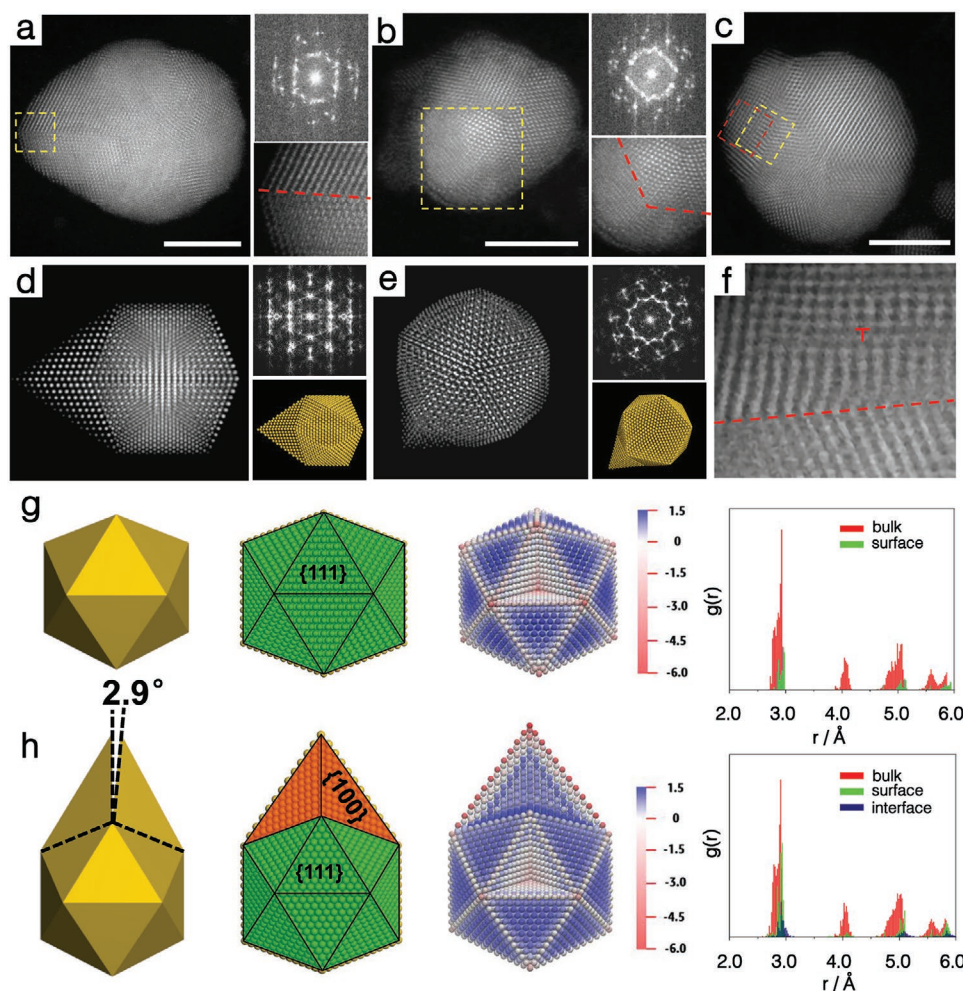 a
b
c
d
e
f
g
{111}
1.5
0
-1.5
-3.0
-4.5
-6.0
g(r)
bulk
surface
2.0 3.0 4.0 5.0 6.0
r / Å
2.9°
h
{100}
{111}
1.5
0
-1.5
-3.0
-4.5
-6.0
g(r)
bulk
surface
interface
2.0 3.0 4.0 5.0 6.0
r / Å